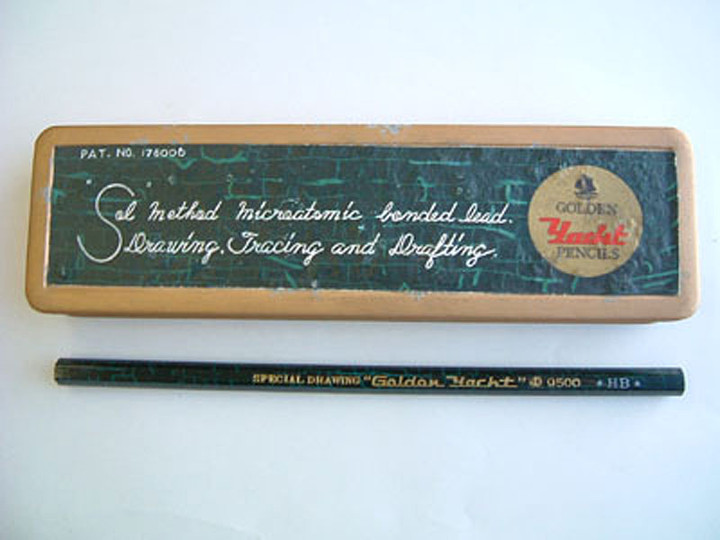 PAT. NO. 176006
"Sol" Method microatomic bonded lead.
Drawing, Tracing and Drafting.
GOLDEN
Yacht
PENCILS
SPECIAL DRAWING "Golden Yacht" 9500 * HB *